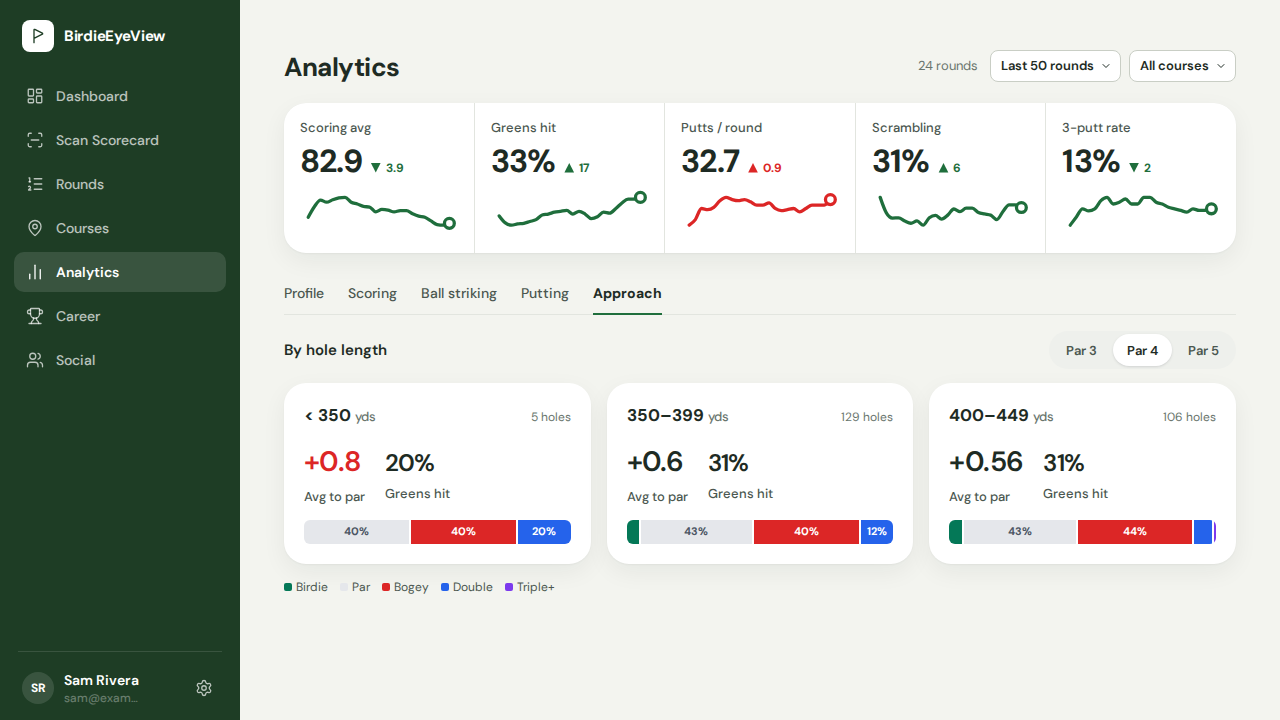 BirdieEyeView
Dashboard
Scan Scorecard
Rounds
Courses
Analytics
Career
Social
SR
Sam Rivera
sam@exam...
Analytics
24 rounds
Last 50 rounds
All courses
Scoring avg
82.9 ▼ 3.9
Greens hit
33% ▲ 17
Putts / round
32.7 ▲ 0.9
Scrambling
31% ▲ 6
3-putt rate
13% ▼ 2
Profile Scoring Ball striking Putting Approach
By hole length
Par 3 Par 4 Par 5
< 350 yds 5 holes
+0.8 20%
Avg to par Greens hit
40% 40% 20%
350–399 yds 129 holes
+0.6 31%
Avg to par Greens hit
43% 40% 12%
400–449 yds 106 holes
+0.56 31%
Avg to par Greens hit
43% 44%
Birdie Par Bogey Double Triple+